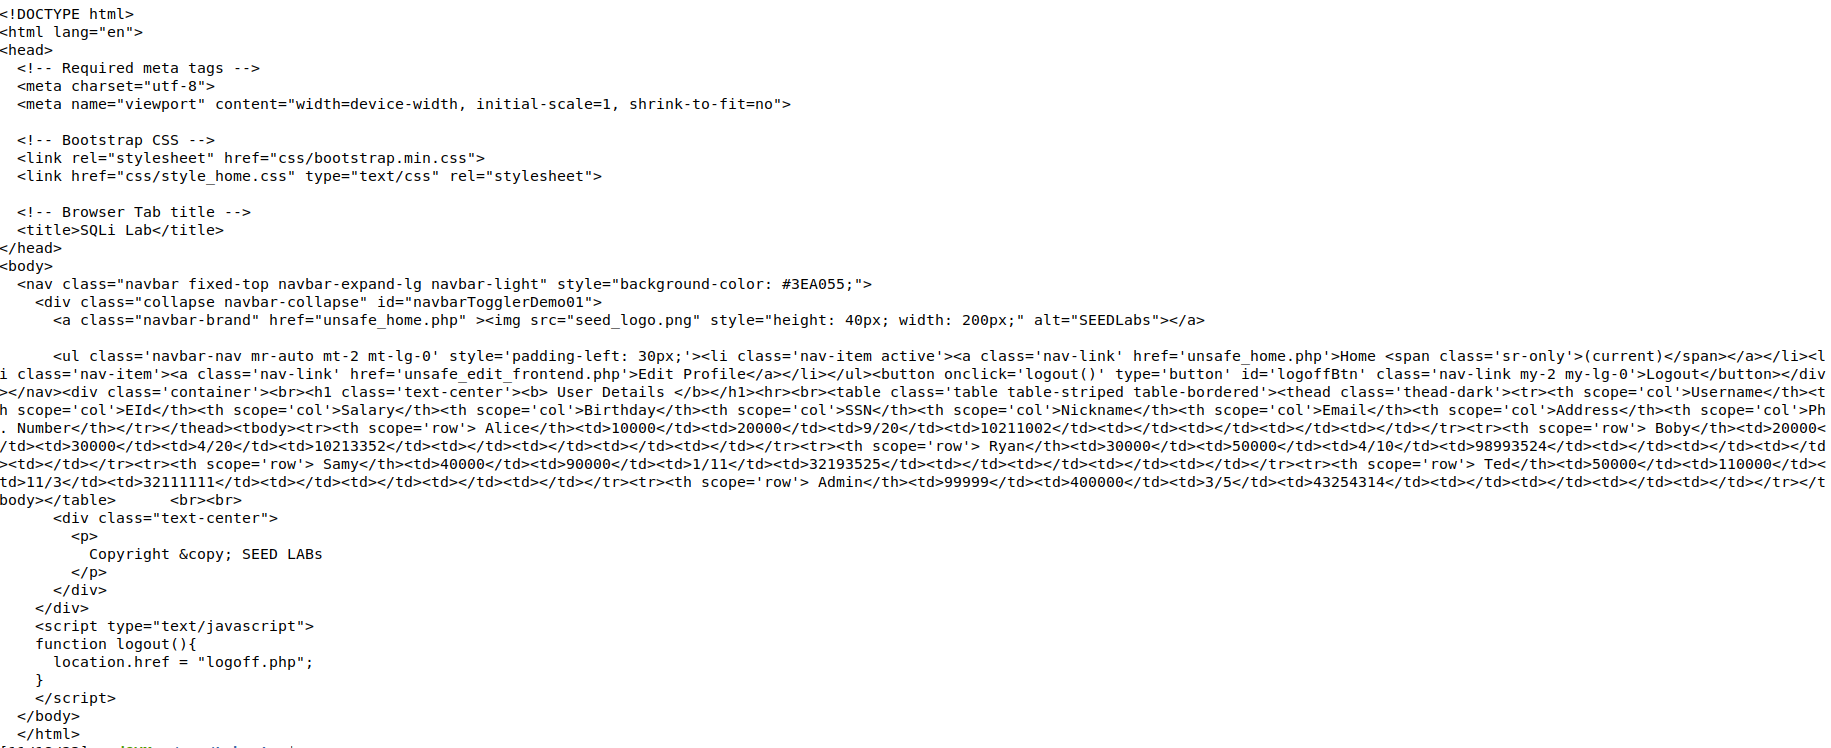 <!DOCTYPE html>
<html lang="en">
<head>
  <!-- Required meta tags -->
  <meta charset="utf-8">
  <meta name="viewport" content="width=device-width, initial-scale=1, shrink-to-fit=no">

  <!-- Bootstrap CSS -->
  <link rel="stylesheet" href="css/bootstrap.min.css">
  <link href="css/style_home.css" type="text/css" rel="stylesheet">

  <!-- Browser Tab title -->
  <title>SQLi Lab</title>
</head>
<body>
  <nav class="navbar fixed-top navbar-expand-lg navbar-light" style="background-color: #3EA055;">
    <div class="collapse navbar-collapse" id="navbarTogglerDemo01">
      <a class="navbar-brand" href="unsafe_home.php" ><img src="seed_logo.png" style="height: 40px; width: 200px;" alt="SEEDLabs"></a>

      <ul class='navbar-nav mr-auto mt-2 mt-lg-0' style='padding-left: 30px;'><li class='nav-item active'><a class='nav-link' href='unsafe_home.php'>Home <span class='sr-only'>(current)</span></a></li><l
i class='nav-item'><a class='nav-link' href='unsafe_edit_frontend.php'>Edit Profile</a></li></ul><button onclick='logout()' type='button' id='logoffBtn' class='nav-link my-2 my-lg-0'>Logout</button></div
></nav><div class='container'><br><h1 class='text-center'><b> User Details </b></h1><hr><br><table class='table table-striped table-bordered'><thead class='thead-dark'><tr><th scope='col'>Username</th><t
h scope='col'>EId</th><th scope='col'>Salary</th><th scope='col'>Birthday</th><th scope='col'>SSN</th><th scope='col'>Nickname</th><th scope='col'>Email</th><th scope='col'>Address</th><th scope='col'>Ph
. Number</th></tr></thead><tbody><tr><th scope='row'> Alice</th><td>10000</td><td>20000</td><td>9/20</td><td>10211002</td><td></td><td></td><td></td><td></td></tr><tr><th scope='row'> Boby</th><td>20000<
/td><td>30000</td><td>4/20</td><td>10213352</td><td></td><td></td><td></td><td></td></tr><tr><th scope='row'> Ryan</th><td>30000</td><td>50000</td><td>4/10</td><td>98993524</td><td></td><td></td><td></td
><td></td></tr><tr><th scope='row'> Samy</th><td>40000</td><td>90000</td><td>1/11</td><td>32193525</td><td></td><td></td><td></td><td></td></tr><tr><th scope='row'> Ted</th><td>50000</td><td>110000</td><
td>11/3</td><td>32111111</td><td></td><td></td><td></td><td></td></tr><tr><th scope='row'> Admin</th><td>99999</td><td>400000</td><td>3/5</td><td>43254314</td><td></td><td></td><td></td><td></td></tr></t
body></table>      <br><br>
      <div class="text-center">
        <p>
          Copyright &copy; SEED LABs
        </p>
      </div>
    </div>
    <script type="text/javascript">
    function logout(){
      location.href = "logoff.php";
    }
    </script>
  </body>
  </html>